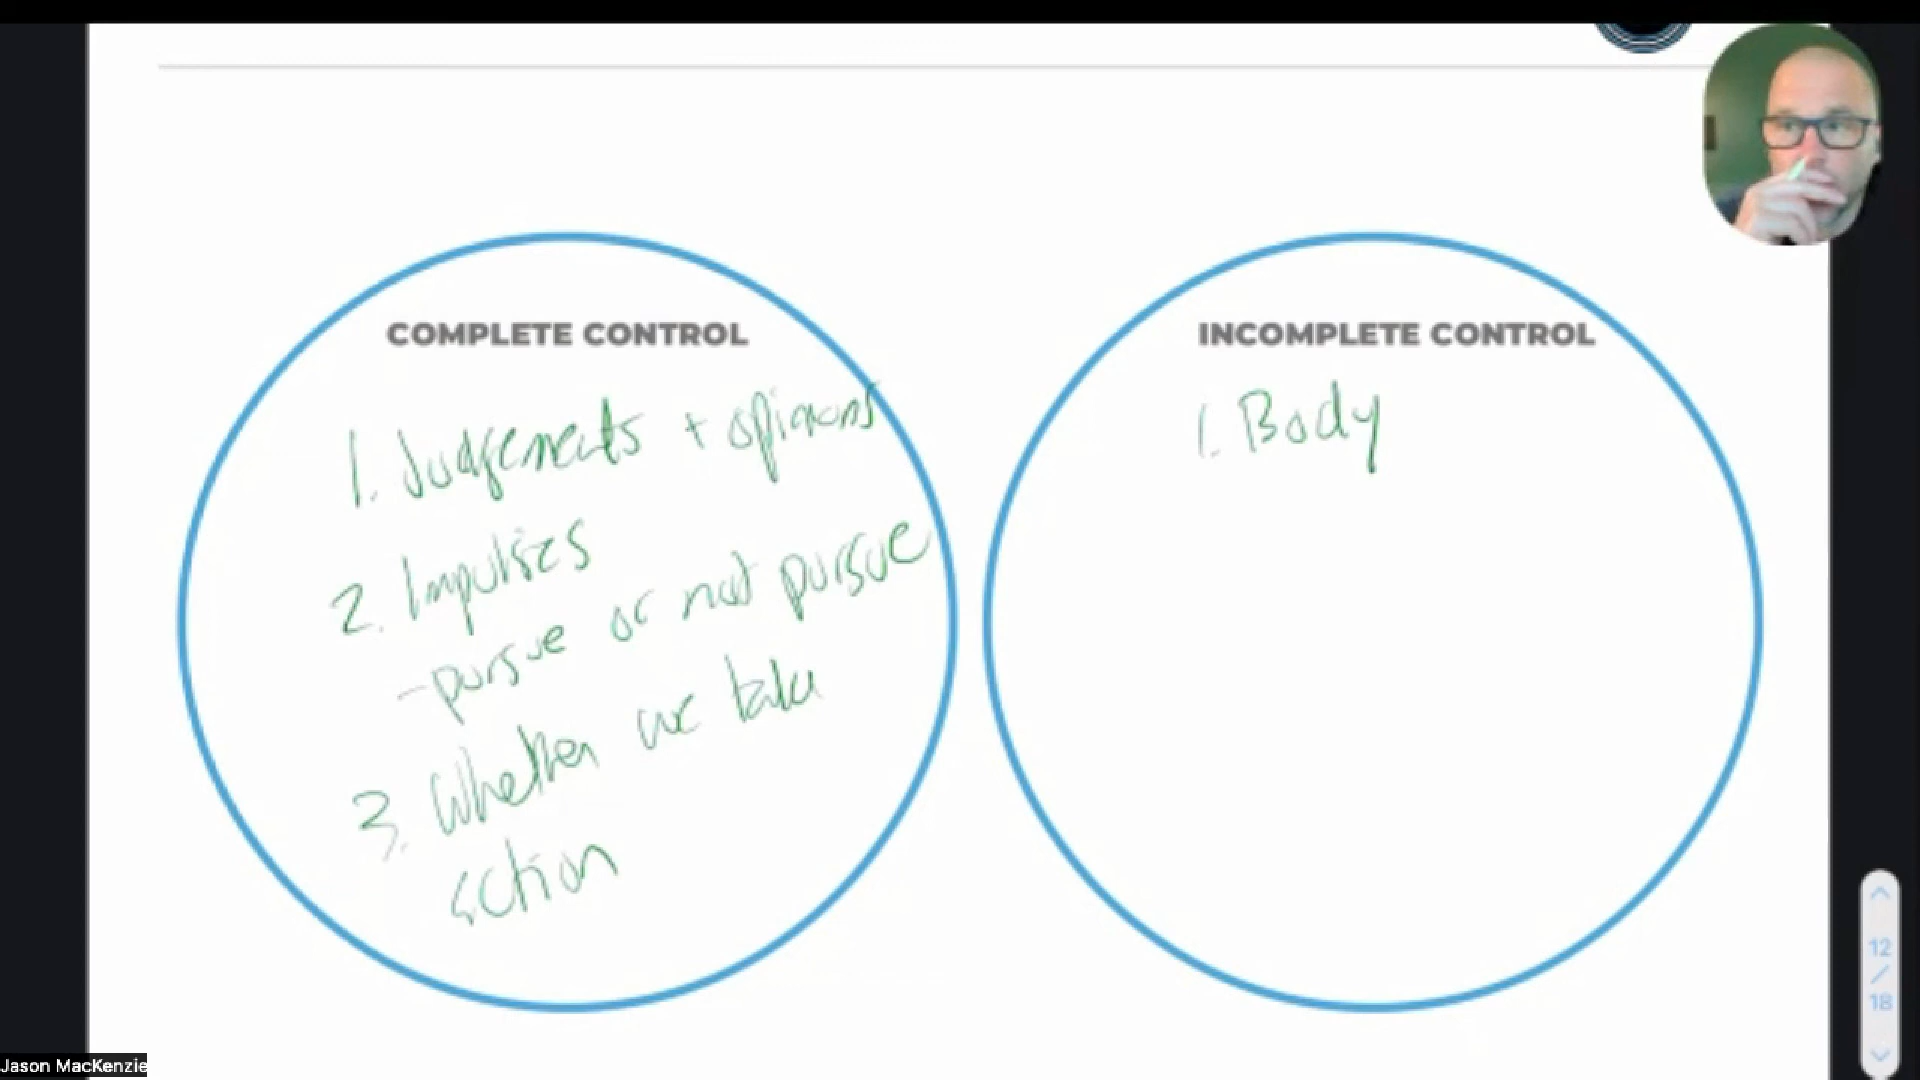 COMPLETE CONTROL
1. Judgements + opinions
2. Impulses
- pursue or not pursue
3. Whether we take
action
INCOMPLETE CONTROL
1. Body
12
/
18
Jason MacKenzie